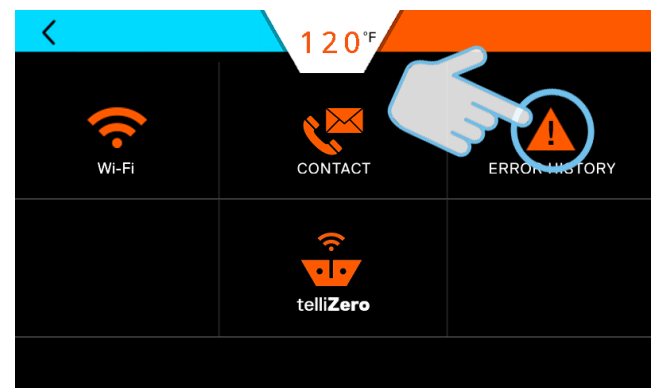 120°F
Wi-Fi
CONTACT
ERROR HISTORY
telliZero